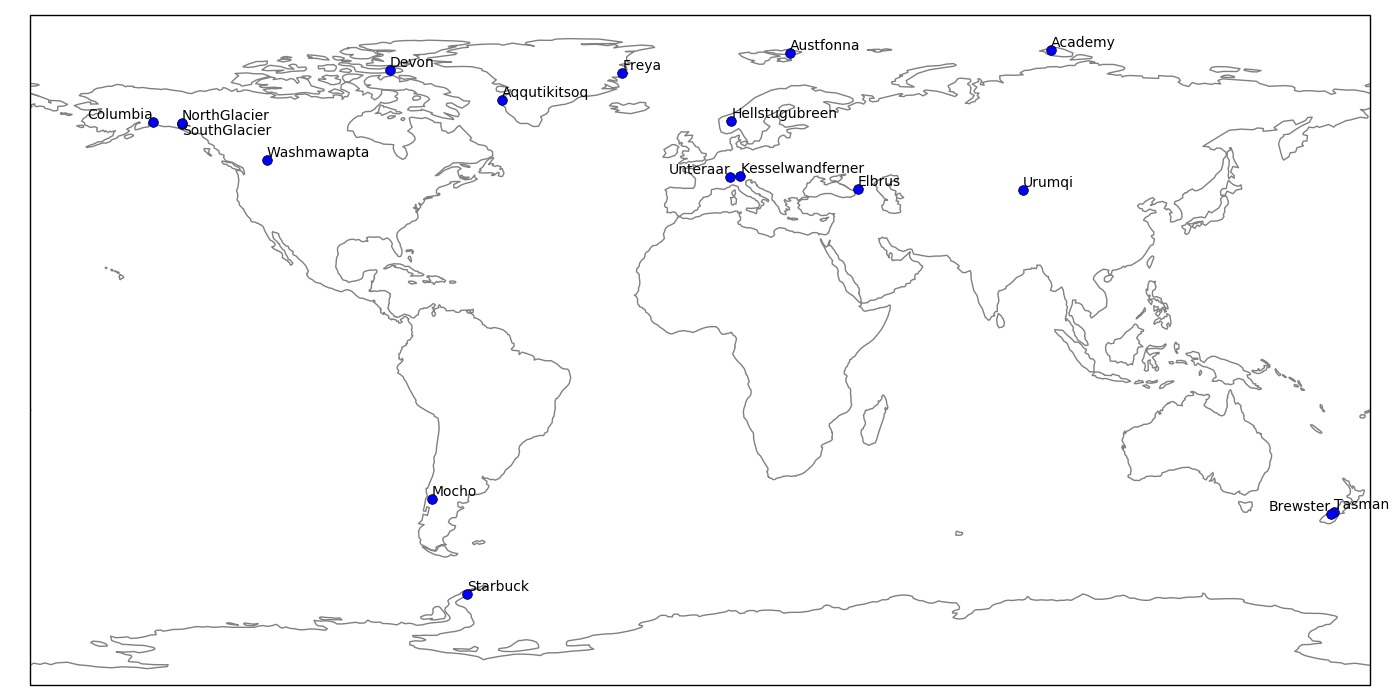 Austfonna
Academy
Devon
Freya
Aqqutikitsoq
Columbia
NorthGlacier
SouthGlacier
Hellstugubreen
Washmawapta
Unteraar
Kesselwandferner
Elbrus
Urumqi
Mocho
Brewster
Tasman
Starbuck